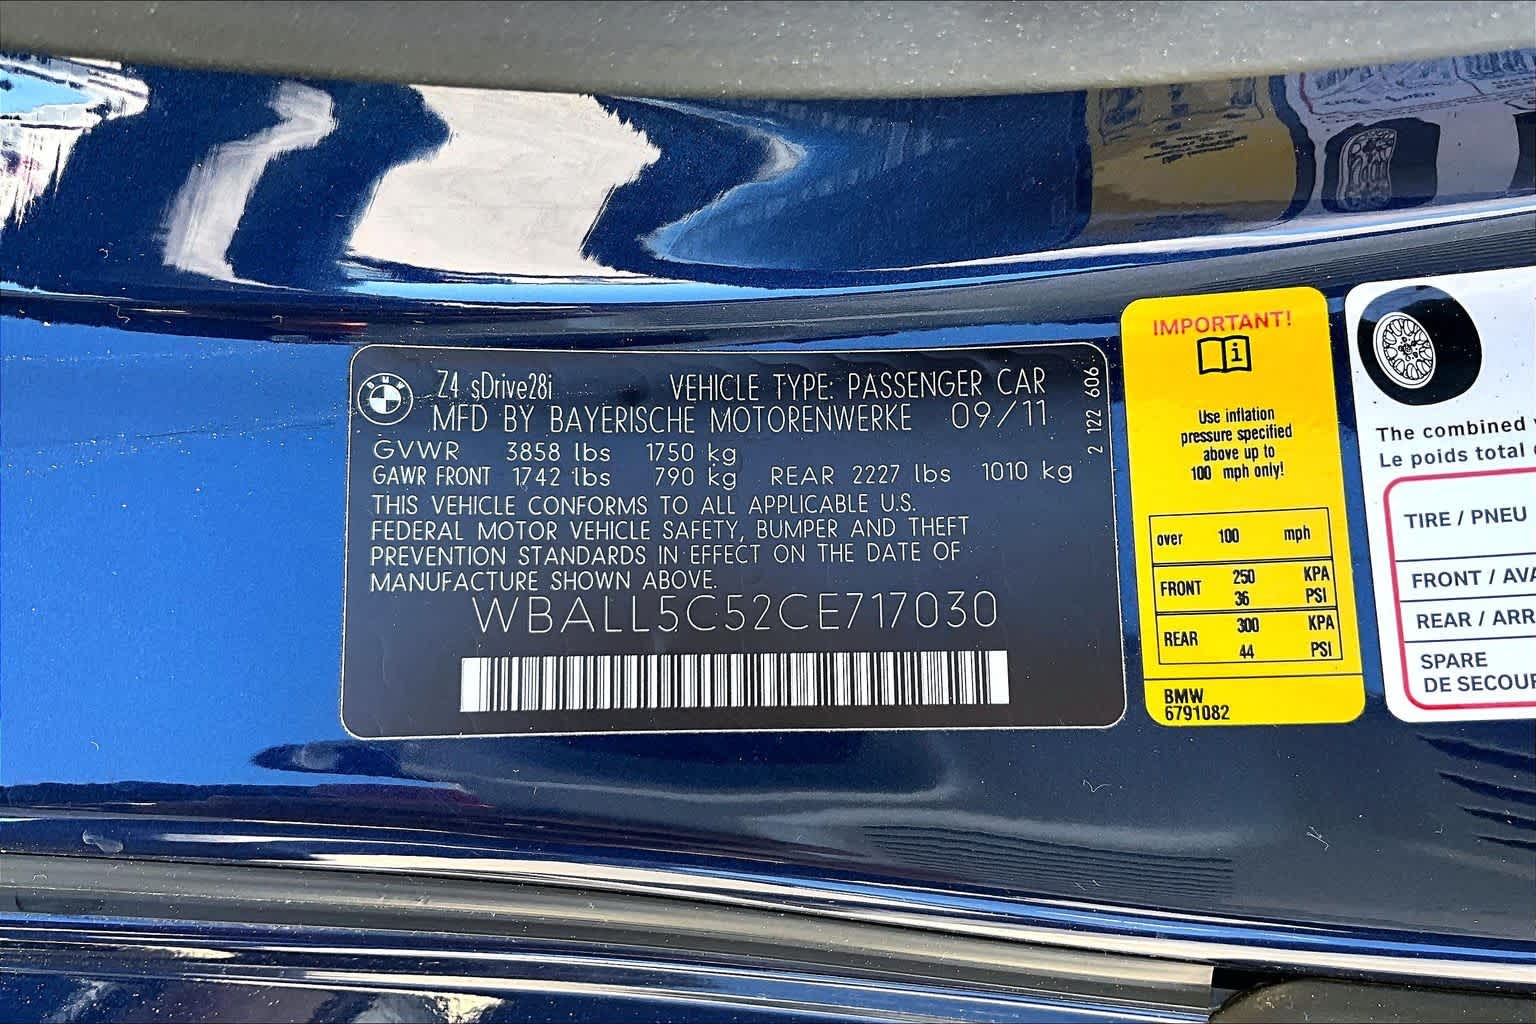 BMW
Z4 sDrive28i VEHICLE TYPE: PASSENGER CAR
MFD BY BAYERISCHE MOTORENWERKE 09/11
GVWR 3858 lbs 1750 kg
GAWR FRONT 1742 lbs 790 kg REAR 2227 lbs 1010 kg
THIS VEHICLE CONFORMS TO ALL APPLICABLE U.S.
FEDERAL MOTOR VEHICLE SAFETY, BUMPER AND THEFT
PREVENTION STANDARDS IN EFFECT ON THE DATE OF
MANUFACTURE SHOWN ABOVE.
WBALL5C52CE717030
2 122 606
IMPORTANT!
i
Use inflation
pressure specified
above up to
100 mph only!
over 100 mph
FRONT 250 KPA
36 PSI
REAR 300 KPA
44 PSI
BMW
6791082
The combined
Le poids total
TIRE / PNEU
FRONT / AVA
REAR / ARR
SPARE
DE SECOUR